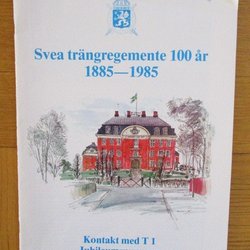 Svea trängregemente 100 år
1885—1985
Kontakt med T 1